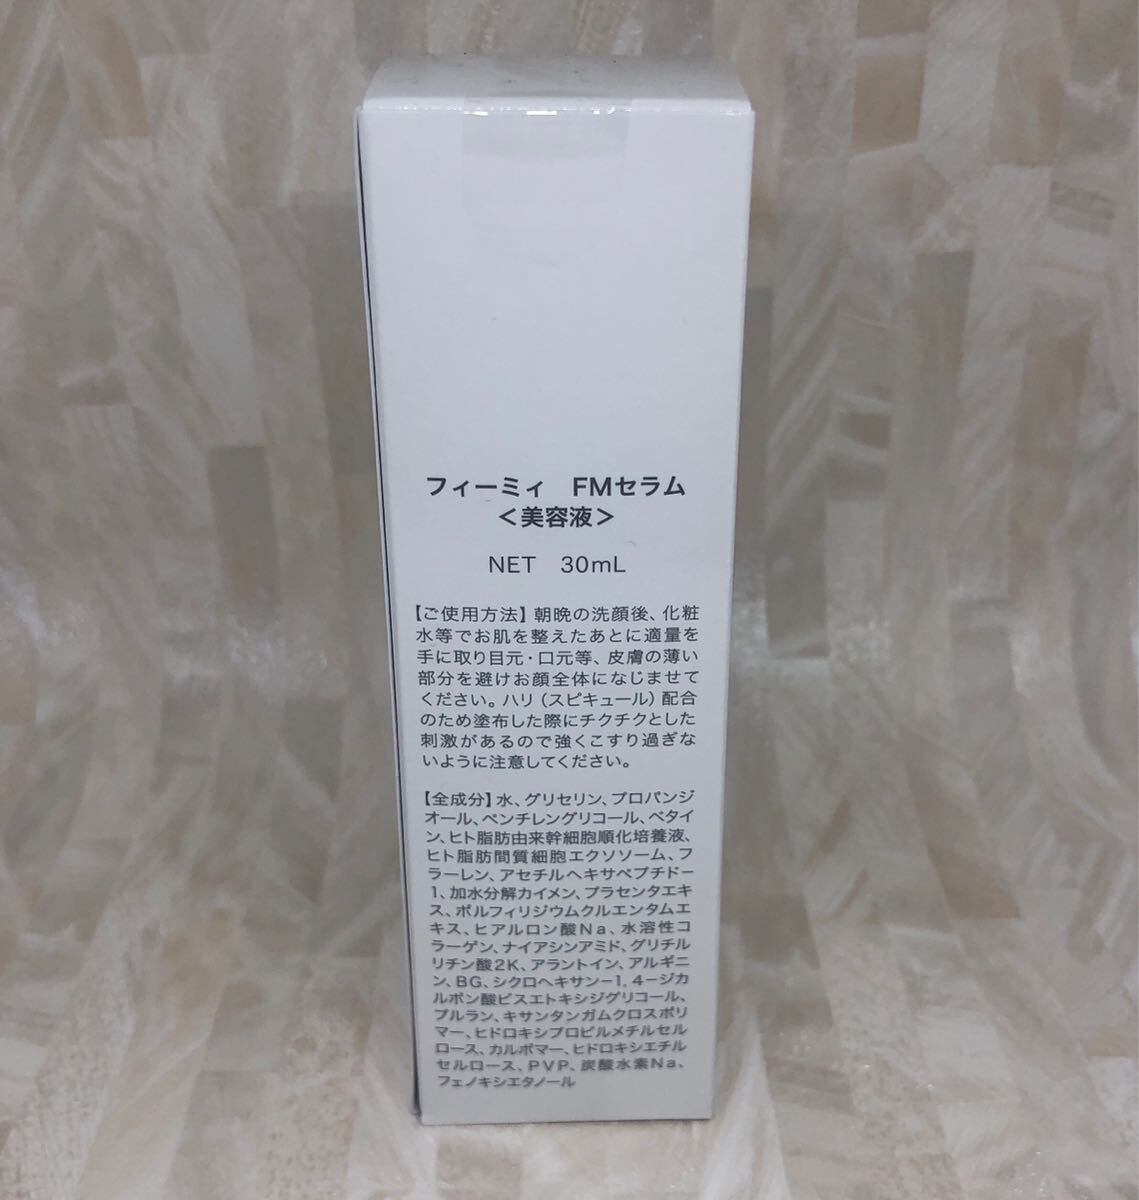 フィーミィ　FMセラム
＜美容液＞
NET　30mL
【ご使用方法】朝晩の洗顔後、化粧
水等でお肌を整えたあとに適量を
手に取り目元・口元等、皮膚の薄い
部分を避けお顔全体になじませて
ください。ハリ（スピキュール）配合
のため塗布した際にチクチクとした
刺激があるので強くこすり過ぎな
いように注意してください。
【全成分】水、グリセリン、プロパンジ
オール、ペンチレングリコール、ベタイ
ン、ヒト脂肪由来幹細胞順化培養液、
ヒト脂肪間質細胞エクソソーム、フ
ラーレン、アセチルヘキサペプチドー
1、加水分解カイメン、プラセンタエキ
ス、ポルフィリジウムクルエンタムエ
キス、ヒアルロン酸Na、水溶性コ
ラーゲン、ナイアシンアミド、グリチル
リチン酸2K、アラントイン、アルギニ
ン、BG、シクロヘキサン-1，4-ジカ
ルボン酸ビスエトキシジグリコール、
プルラン、キサンタンガムクロスポリ
マー、ヒドロキシプロピルメチルセル
ロース、カルボマー、ヒドロキシエチル
セルロース、PVP、炭酸水素Na、
フェノキシエタノール